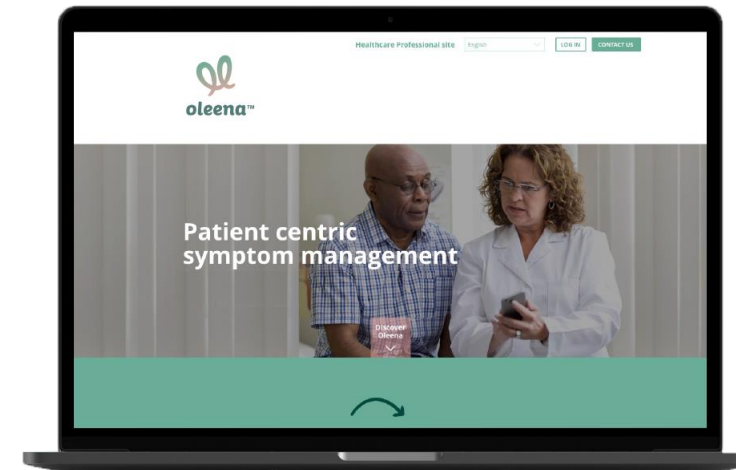 Healthcare Professional site
English
LOG IN
CONTACT US
oleena™
Patient centric
symptom management
Discover
Oleena